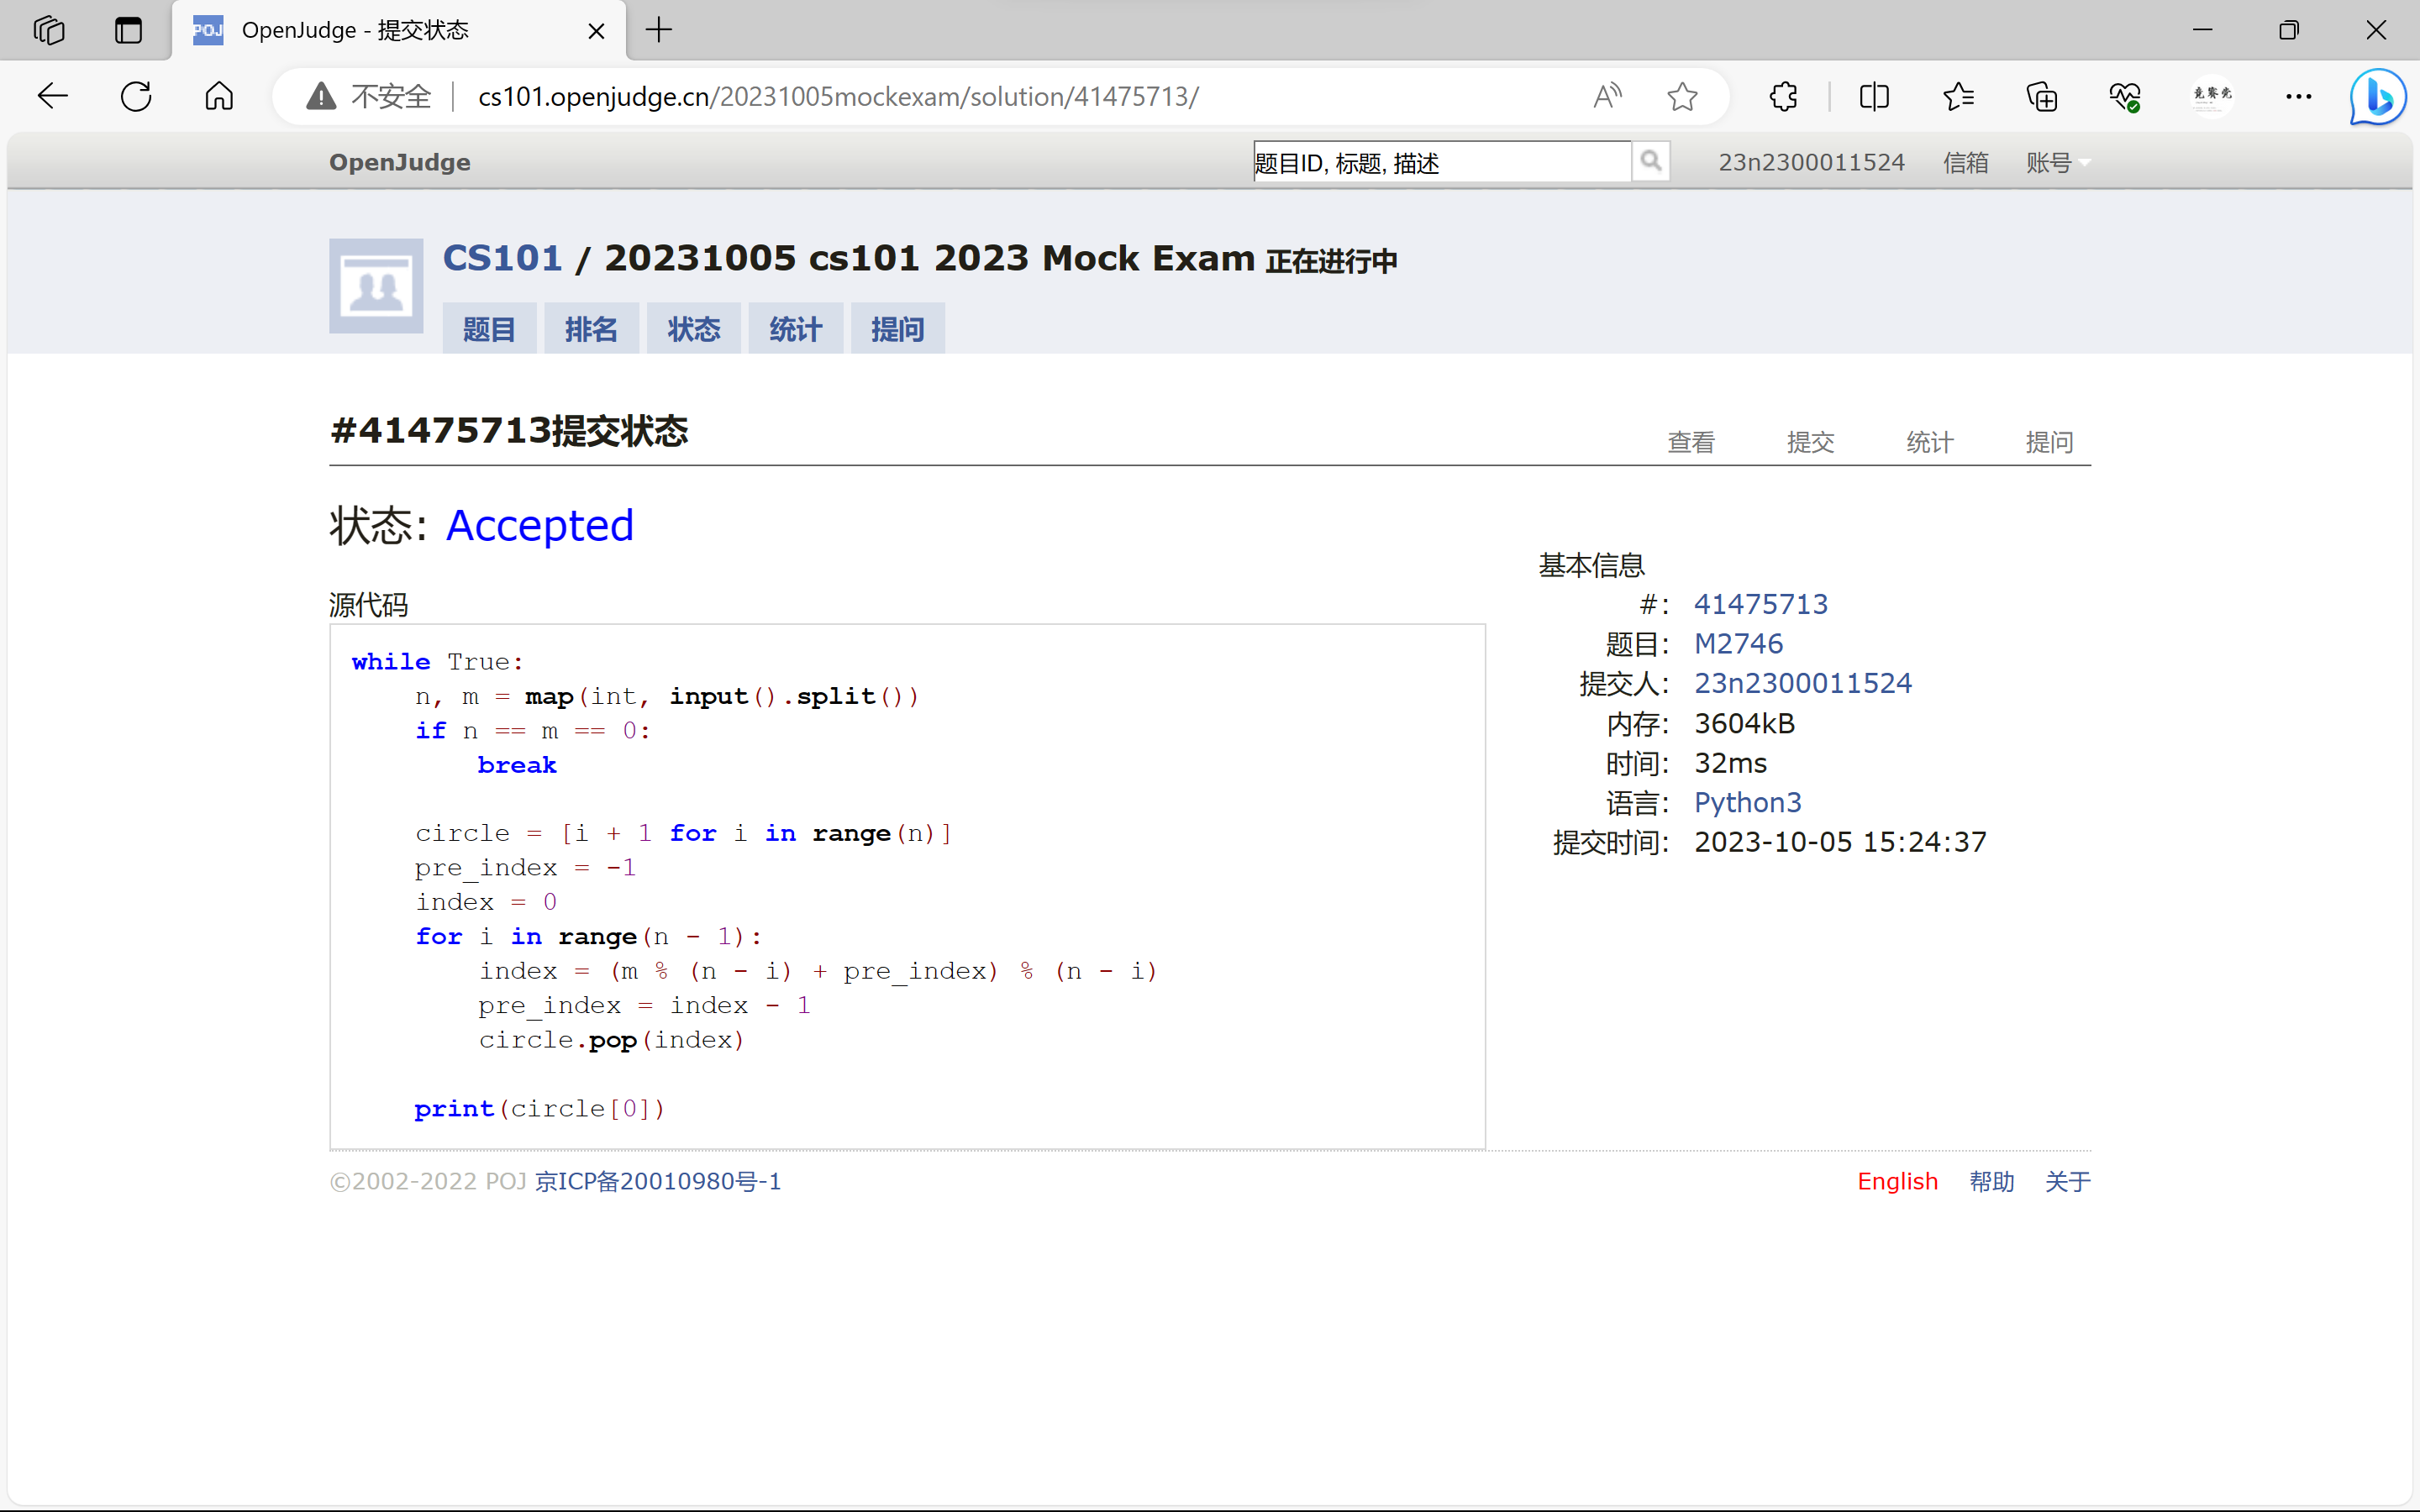 POJ OpenJudge - 提交状态
不安全 cs101.openjudge.cn/20231005mockexam/solution/41475713/
OpenJudge 题目ID, 标题, 描述 23n2300011524 信箱 账号
CS101 / 20231005 cs101 2023 Mock Exam 正在进行中
题目 排名 状态 统计 提问
#41475713提交状态 查看 提交 统计 提问
状态: Accepted
源代码
while True:
    n, m = map(int, input().split())
    if n == m == 0:
        break
    circle = [i + 1 for i in range(n)]
    pre_index = -1
    index = 0
    for i in range(n - 1):
        index = (m % (n - i) + pre_index) % (n - i)
        pre_index = index - 1
        circle.pop(index)
    print(circle[0])
基本信息
#: 41475713
题目: M2746
提交人: 23n2300011524
内存: 3604kB
时间: 32ms
语言: Python3
提交时间: 2023-10-05 15:24:37
©2002-2022 POJ 京ICP备20010980号-1 English 帮助 关于